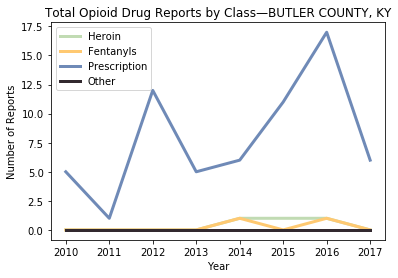 Total Opioid Drug Reports by Class—BUTLER COUNTY, KY
Heroin
Fentanyls
Prescription
Other
Number of Reports
17.5
15.0
12.5
10.0
7.5
5.0
2.5
0.0
2010 2011 2012 2013 2014 2015 2016 2017
Year